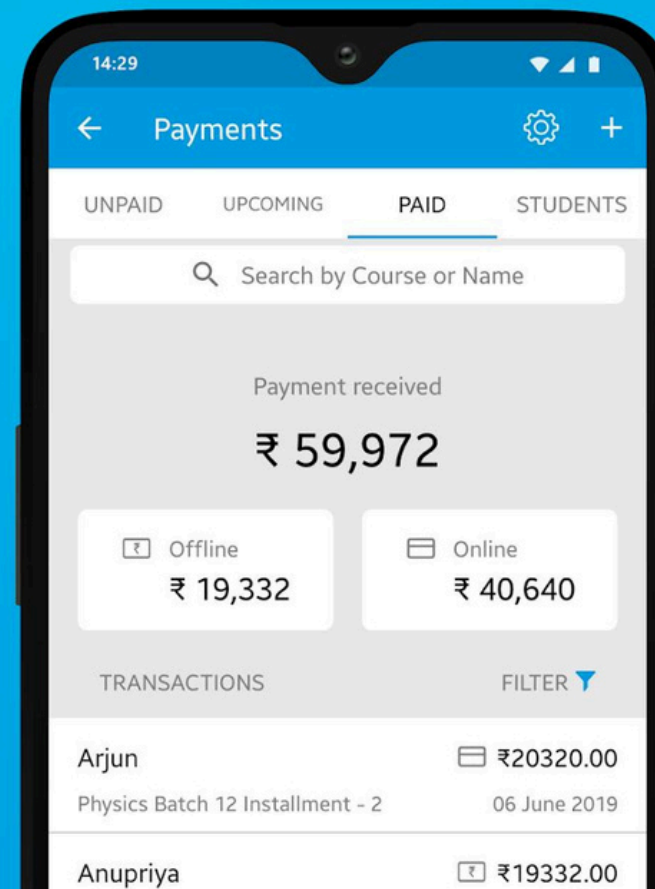 14:29
Payments
UNPAID UPCOMING PAID STUDENTS
Search by Course or Name
Payment received
₹ 59,972
Offline Online
₹ 19,332 ₹ 40,640
TRANSACTIONS FILTER
Arjun ₹20320.00
Physics Batch 12 Installment - 2 06 June 2019
Anupriya ₹19332.00